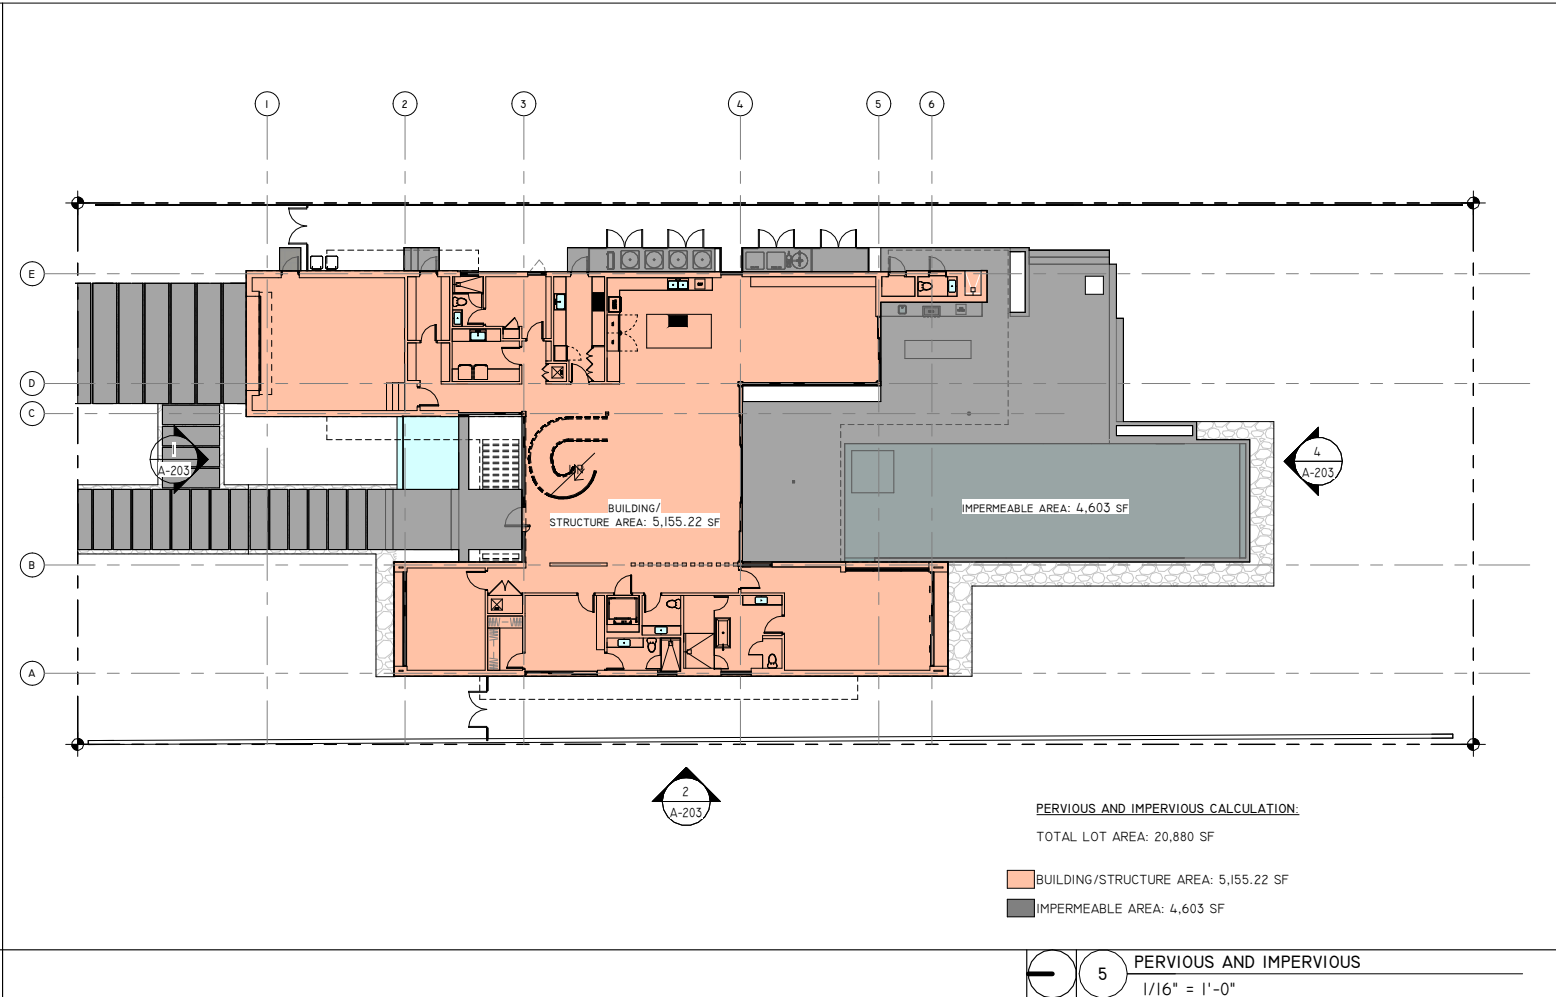 1
2
3
4
5
6
E
D
C
B
A
1
A-203
4
A-203
BUILDING/
STRUCTURE AREA: 5,155.22 SF
IMPERMEABLE AREA: 4,603 SF
2
A-203
PERVIOUS AND IMPERVIOUS CALCULATION:
TOTAL LOT AREA: 20,880 SF
BUILDING/STRUCTURE AREA: 5,155.22 SF
IMPERMEABLE AREA: 4,603 SF
5
PERVIOUS AND IMPERVIOUS
1/16" = 1'-0"